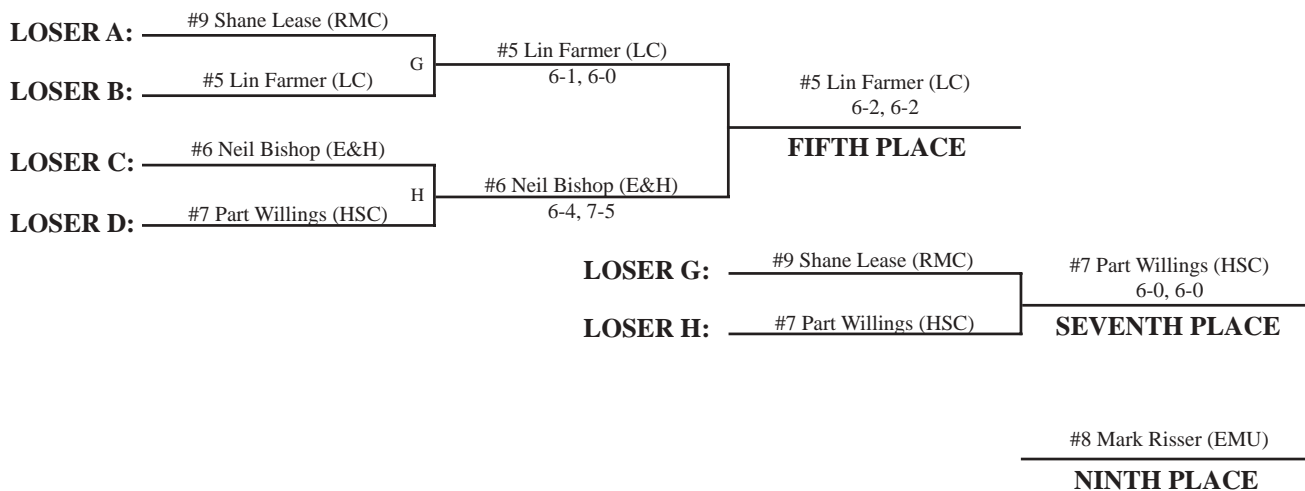 LOSER A: #9 Shane Lease (RMC)
G
#5 Lin Farmer (LC)
6-1, 6-0
LOSER B: #5 Lin Farmer (LC)
#5 Lin Farmer (LC)
6-2, 6-2
FIFTH PLACE
LOSER C: #6 Neil Bishop (E&H)
H
#6 Neil Bishop (E&H)
6-4, 7-5
LOSER D: #7 Part Willings (HSC)
LOSER G: #9 Shane Lease (RMC)
#7 Part Willings (HSC)
6-0, 6-0
LOSER H: #7 Part Willings (HSC)
SEVENTH PLACE
#8 Mark Risser (EMU)
NINTH PLACE